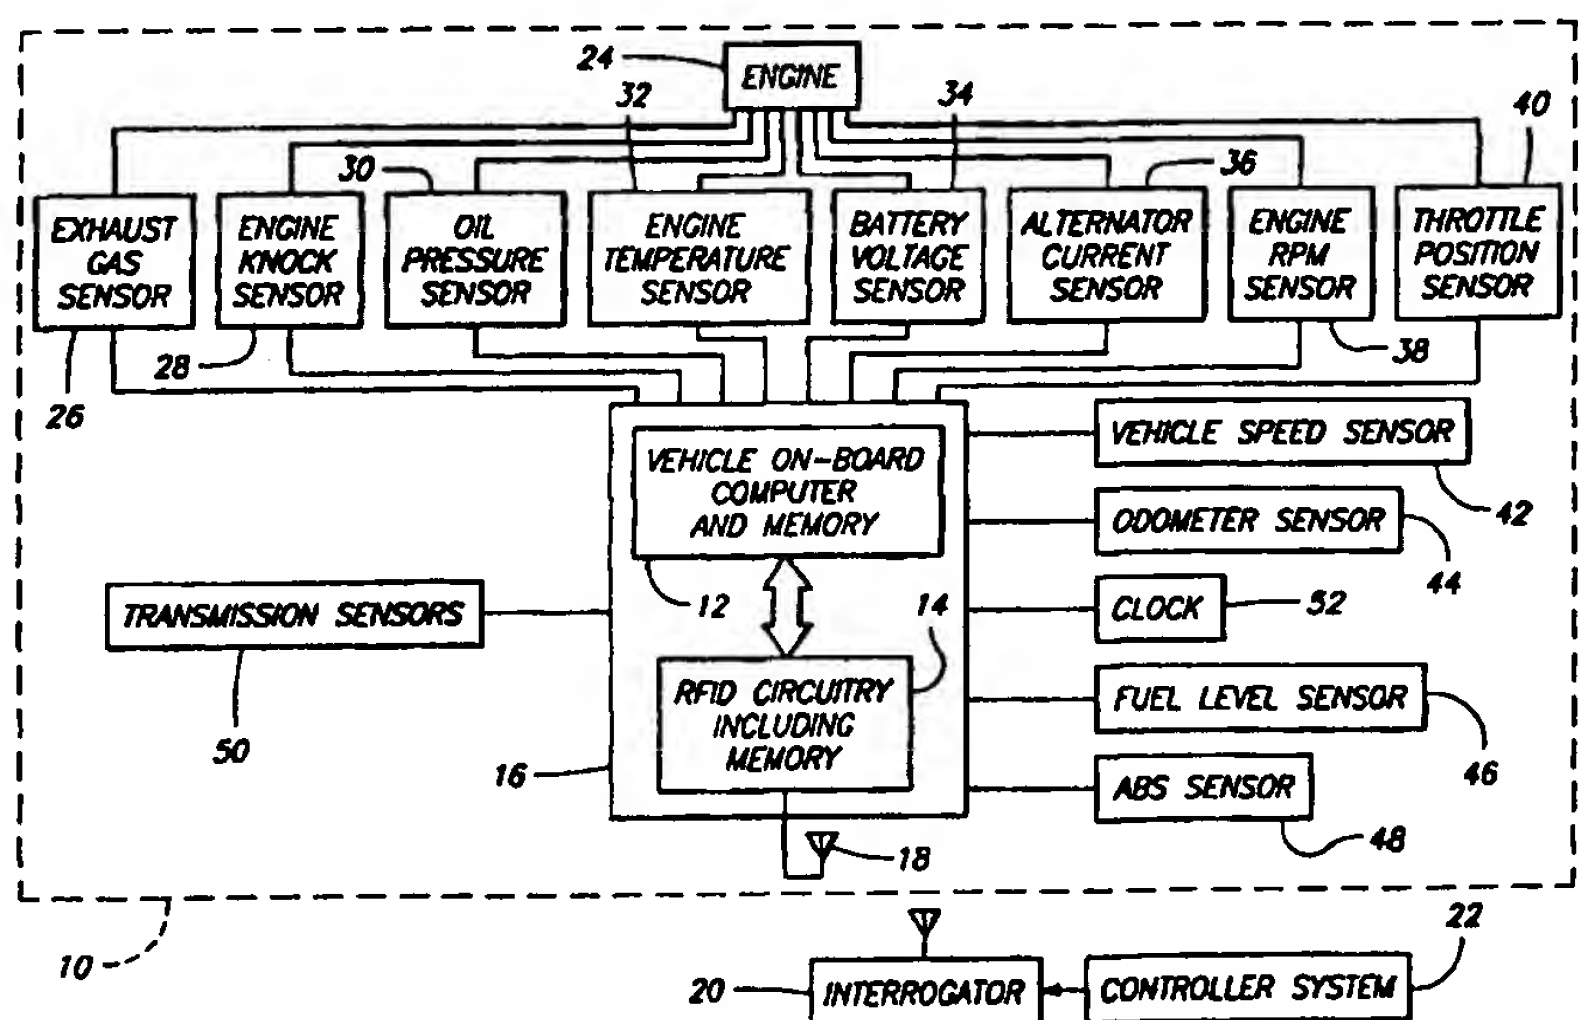 24
ENGINE
32
34
40
30
36
EXHAUST
GAS
SENSOR
ENGINE
KNOCK
SENSOR
OIL
PRESSURE
SENSOR
ENGINE
TEMPERATURE
SENSOR
BATTERY
VOLTAGE
SENSOR
ALTERNATOR
CURRENT
SENSOR
ENGINE
RPM
SENSOR
THROTTLE
POSITION
SENSOR
26
28
38
VEHICLE ON-BOARD
COMPUTER
AND MEMORY
VEHICLE SPEED SENSOR
42
ODOMETER SENSOR
44
12
14
CLOCK
52
TRANSMISSION SENSORS
50
RFID CIRCUITRY
INCLUDING
MEMORY
16
FUEL LEVEL SENSOR
46
ABS SENSOR
48
18
10
22
20
INTERROGATOR
CONTROLLER SYSTEM